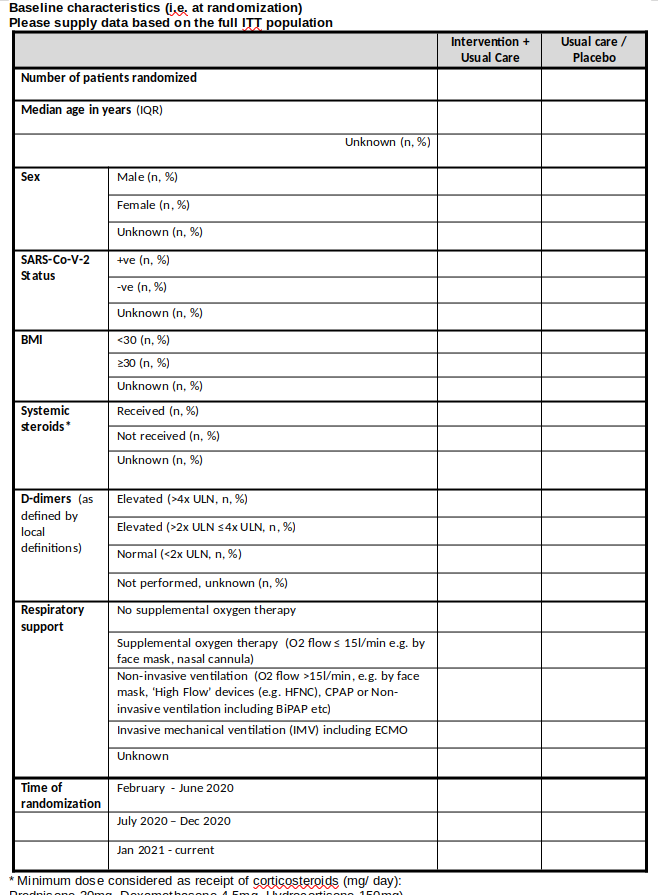 Baseline characteristics (i.e. at randomization)
Please supply data based on the full ITT population
Intervention + Usual Care
Usual care / Placebo
Number of patients randomized
Median age in years (IQR)
Unknown (n, %)
Sex
Male (n, %)
Female (n, %)
Unknown (n, %)
SARS-Co-V-2
Status
+ve (n, %)
-ve (n, %)
Unknown (n, %)
BMI
<30 (n, %)
≥30 (n, %)
Unknown (n, %)
Systemic
steroids*
Received (n, %)
Not received (n, %)
Unknown (n, %)
D-dimers (as
defined by
local
definitions)
Elevated (>4x ULN, n, %)
Elevated (>2x ULN ≤4x ULN, n, %)
Normal (<2x ULN, n, %)
Not performed, unknown (n, %)
Respiratory
support
No supplemental oxygen therapy
Supplemental oxygen therapy (O2 flow ≤ 15l/min e.g. by
face mask, nasal cannula)
Non-invasive ventilation (O2 flow >15l/min, e.g. by face
mask, ‘High Flow’ devices (e.g. HFNC), CPAP or Non-
invasive ventilation including BiPAP etc)
Invasive mechanical ventilation (IMV) including ECMO
Unknown
Time of
randomization
February - June 2020
July 2020 – Dec 2020
Jan 2021 - current
* Minimum dose considered as receipt of corticosteroids (mg/ day):